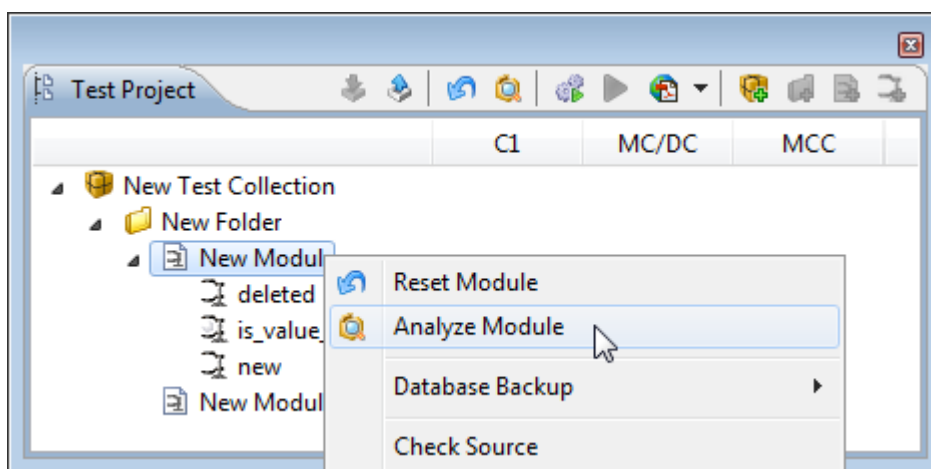 Test Project
C1 MC/DC MCC
New Test Collection
New Folder
New Modul
deleted
is_value_
new
New Modul
Reset Module
Analyze Module
Database Backup
Check Source